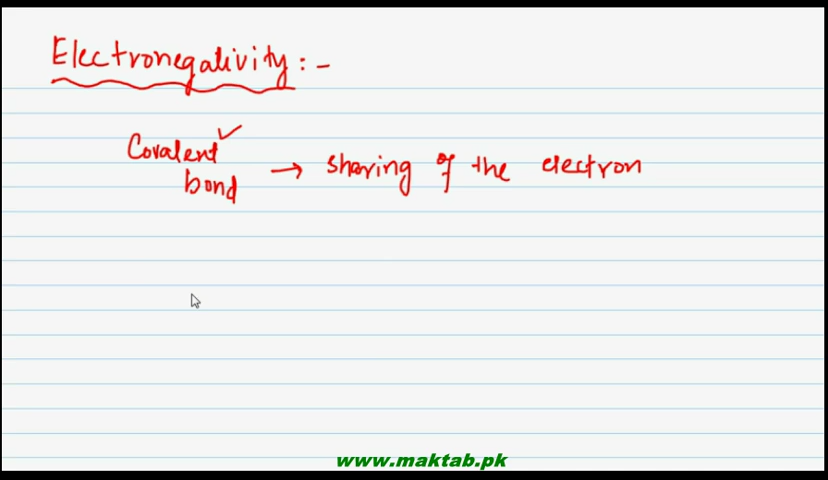 Electronegativity : -
Covalent ✓
bond → sharing of the electron
www.maktab.pk